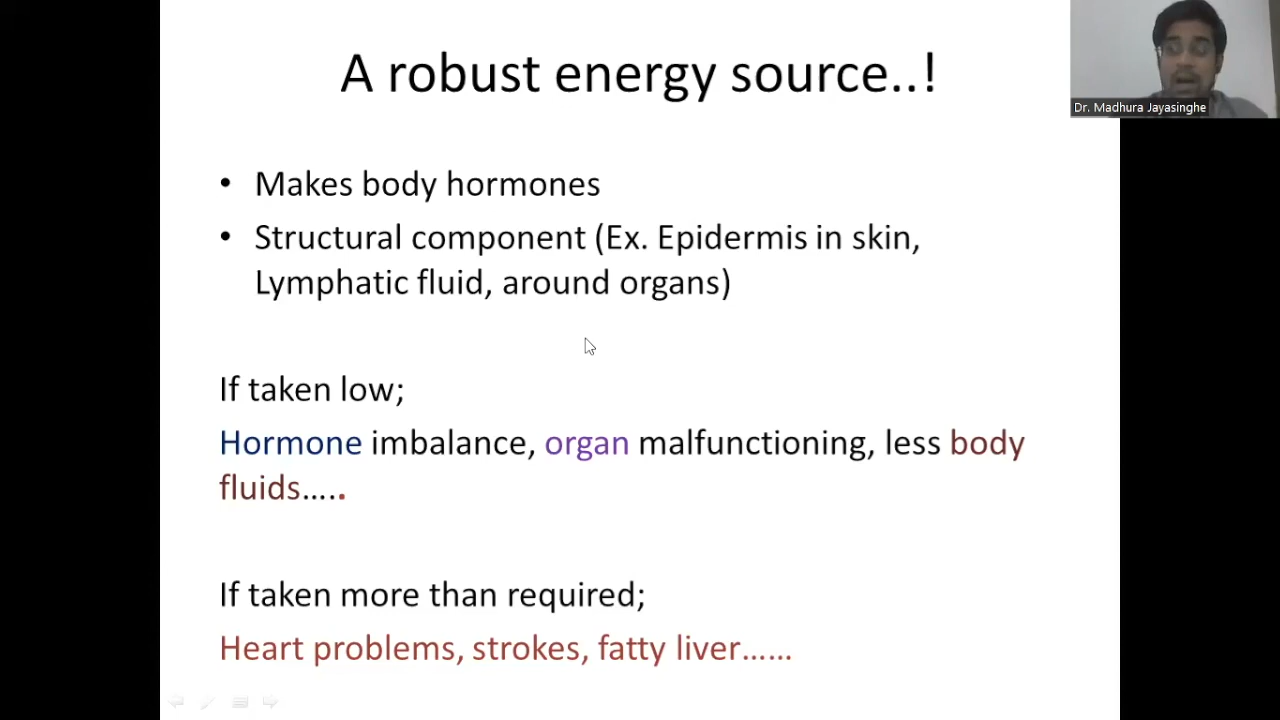 A robust energy source..!
Dr. Madhura Jayasinghe
• Makes body hormones
• Structural component (Ex. Epidermis in skin,
Lymphatic fluid, around organs)
If taken low;
Hormone imbalance, organ malfunctioning, less body
fluids…..
If taken more than required;
Heart problems, strokes, fatty liver……